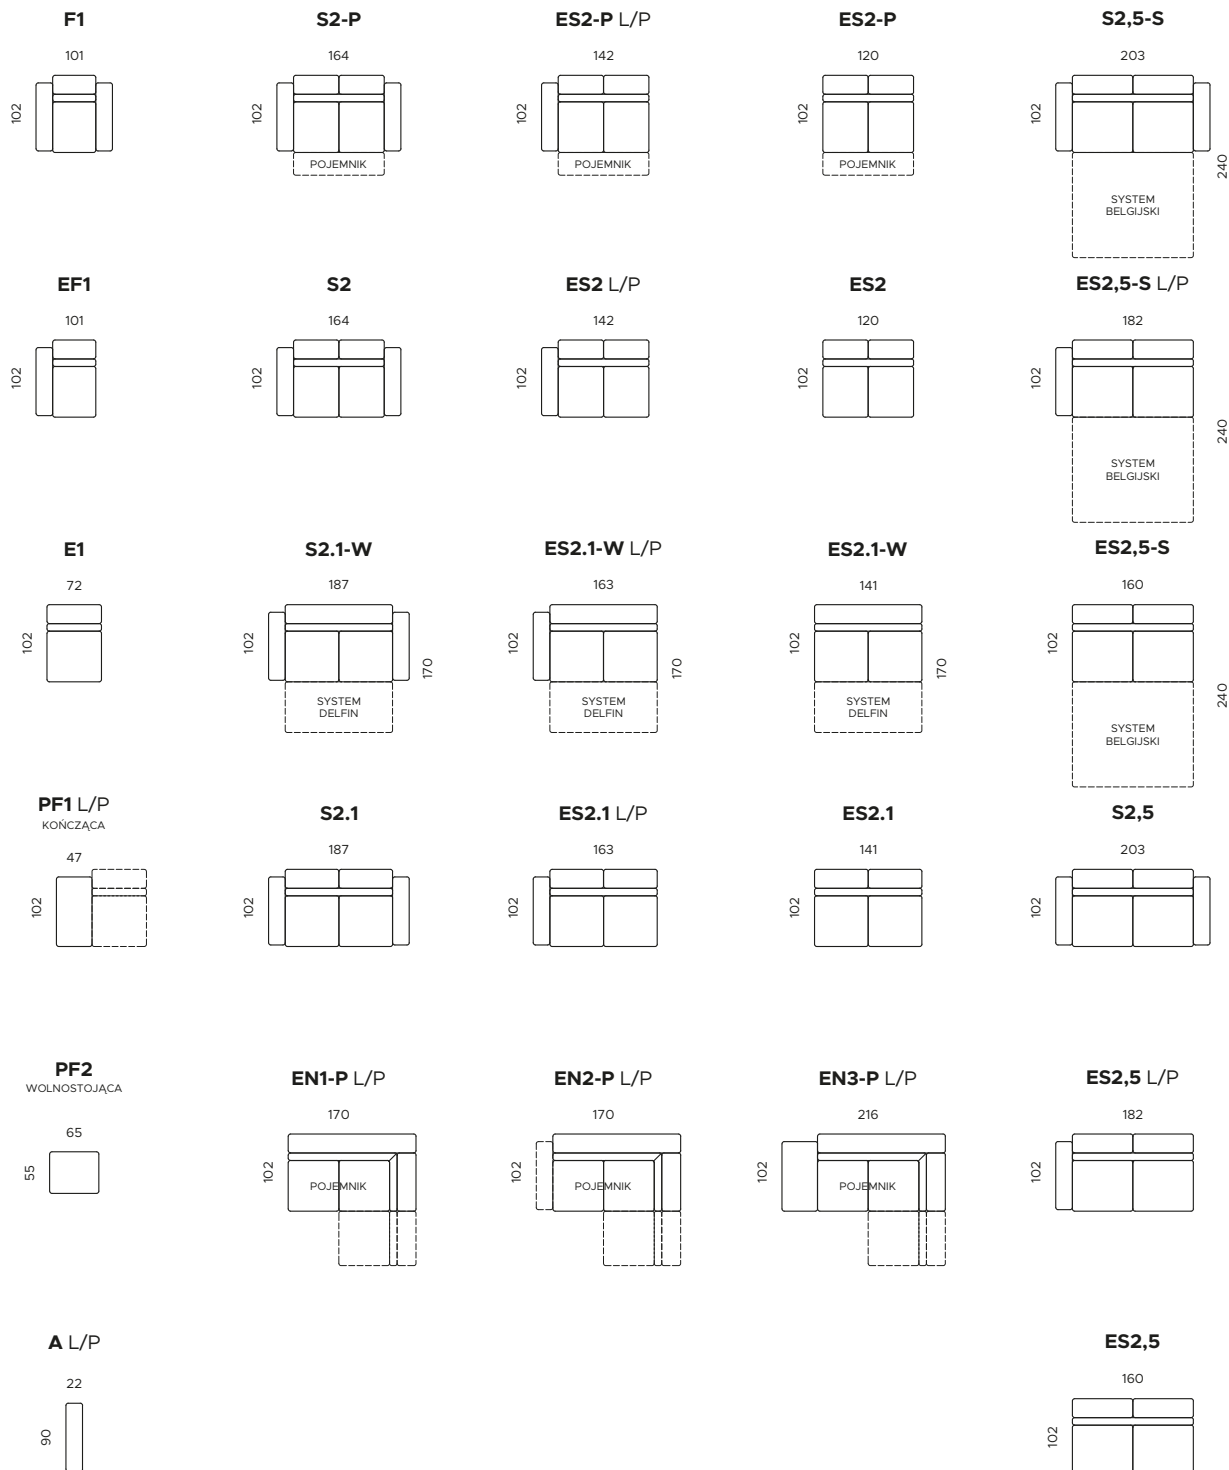 F1
101
102
S2-P
164
102
POJEMNIK
ES2-P L/P
142
102
POJEMNIK
ES2-P
120
102
POJEMNIK
S2,5-S
203
102
240
SYSTEM
BELGIJSKI
EF1
101
102
S2
164
102
ES2 L/P
142
102
ES2
120
102
ES2,5-S L/P
182
102
240
SYSTEM
BELGIJSKI
E1
72
102
S2.1-W
187
102
170
SYSTEM
DELFIN
ES2.1-W L/P
163
102
170
SYSTEM
DELFIN
ES2.1-W
141
102
170
SYSTEM
DELFIN
ES2,5-S
160
102
240
SYSTEM
BELGIJSKI
PF1 L/P
KOŃCZĄCA
47
102
S2.1
187
102
ES2.1 L/P
163
102
ES2.1
141
102
S2,5
203
102
PF2
WOLNOSTOJĄCA
65
55
EN1-P L/P
170
102
POJEMNIK
EN2-P L/P
170
102
POJEMNIK
EN3-P L/P
216
102
POJEMNIK
ES2,5 L/P
182
102
A L/P
22
90
ES2,5
160
102